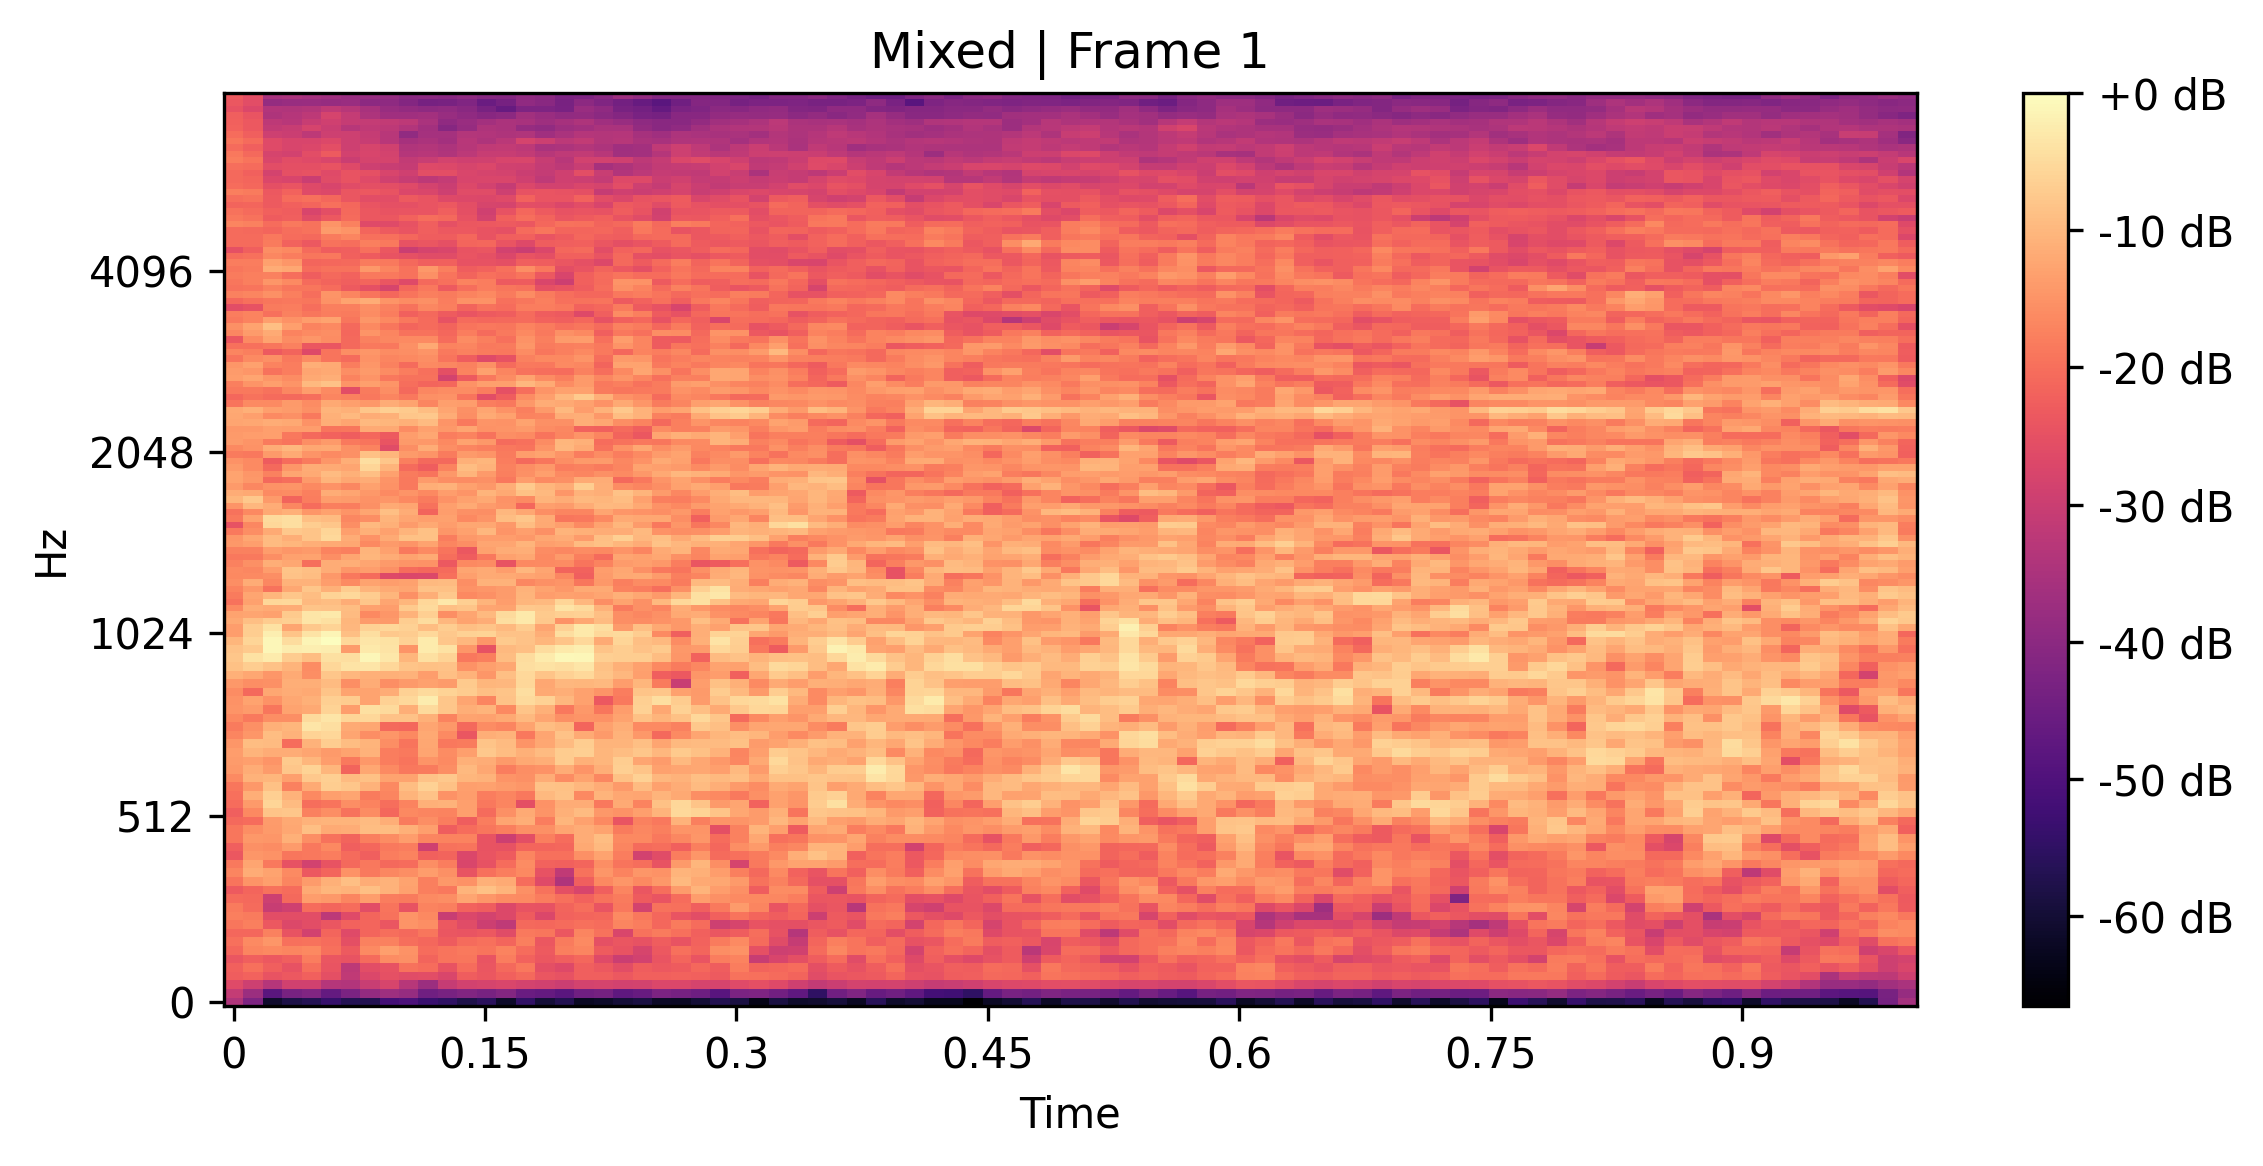 Mixed | Frame 1
Hz
4096
2048
1024
512
0
0 0.15 0.3 0.45 0.6 0.75 0.9
Time
+0 dB
-10 dB
-20 dB
-30 dB
-40 dB
-50 dB
-60 dB